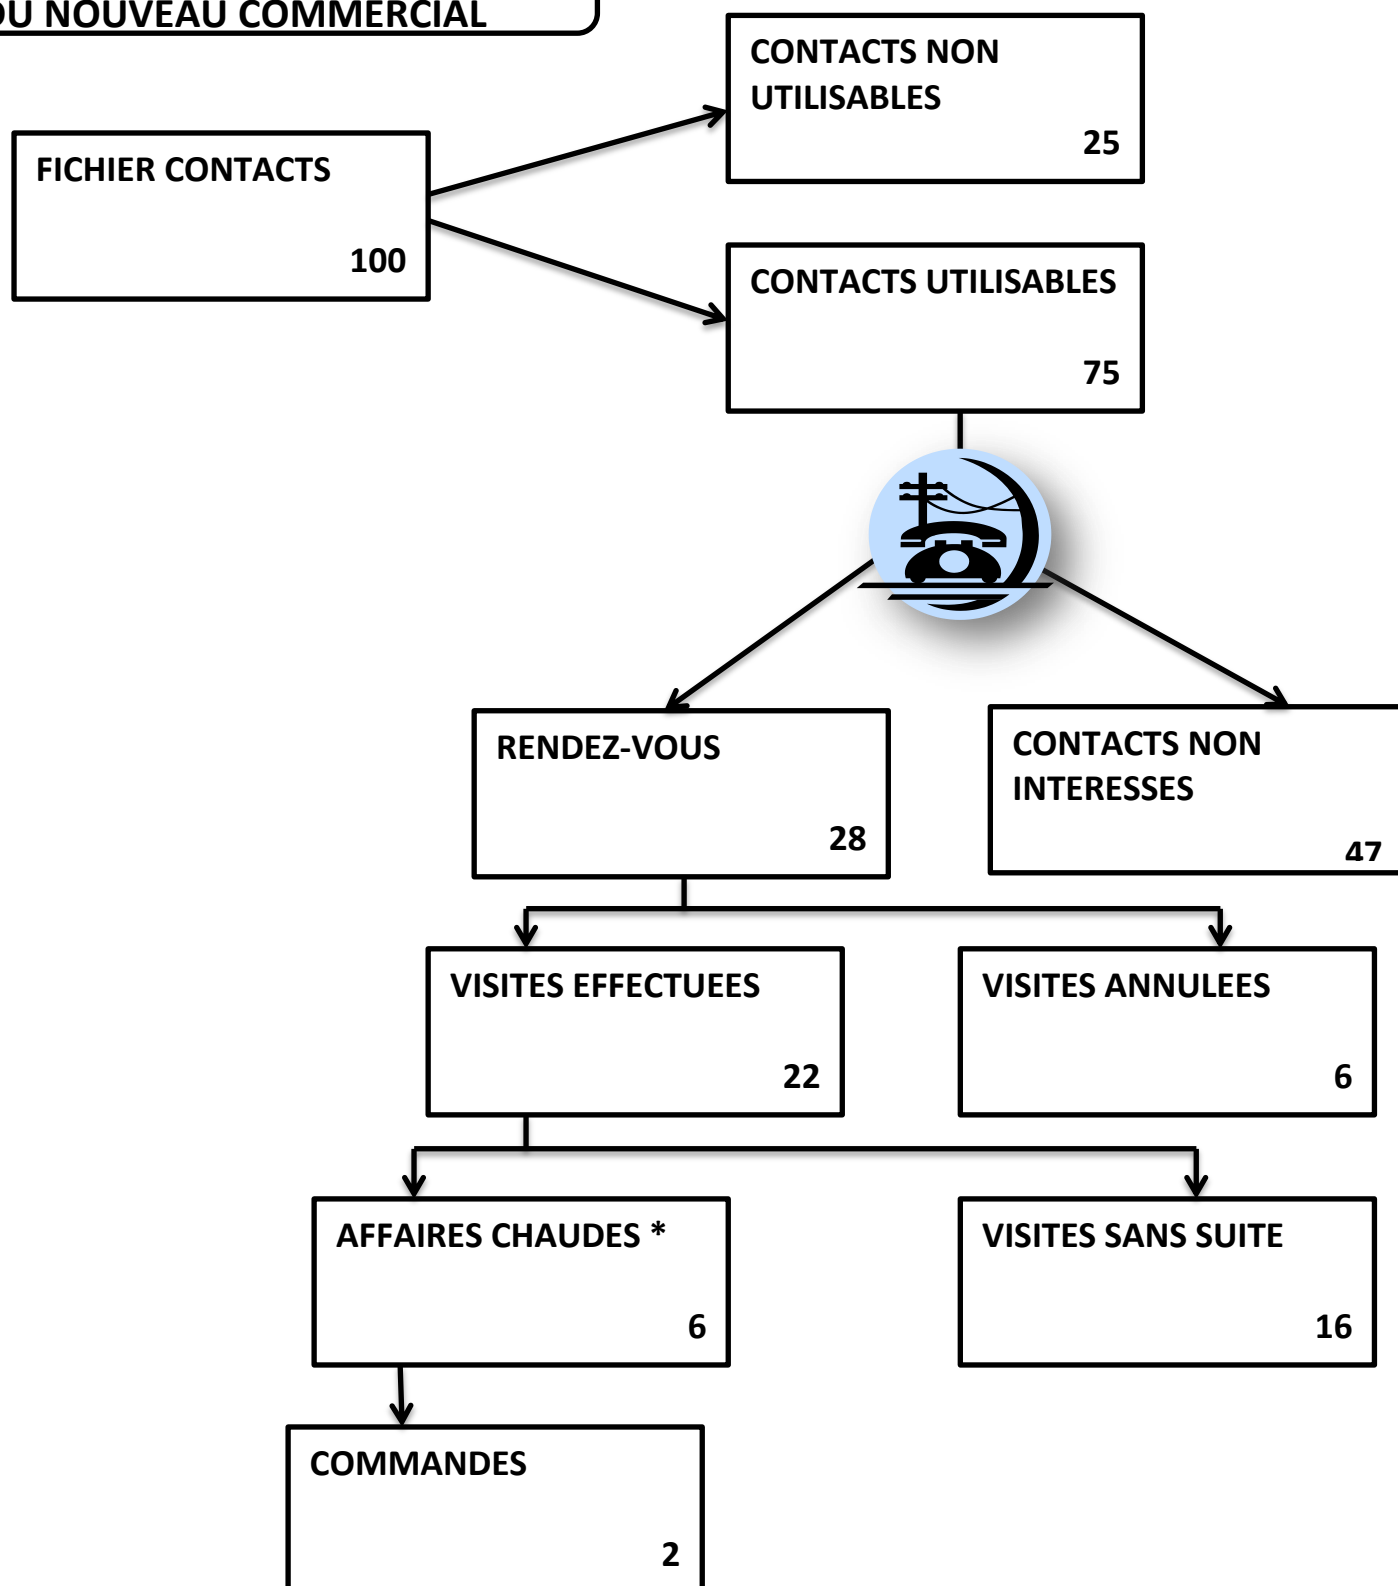 DU NOUVEAU COMMERCIAL
CONTACTS NON
UTILISABLES
25
FICHIER CONTACTS
100
CONTACTS UTILISABLES
75
RENDEZ-VOUS
28
CONTACTS NON
INTERESSES
47
VISITES EFFECTUEES
22
VISITES ANNULEES
6
AFFAIRES CHAUDES *
6
VISITES SANS SUITE
16
COMMANDES
2